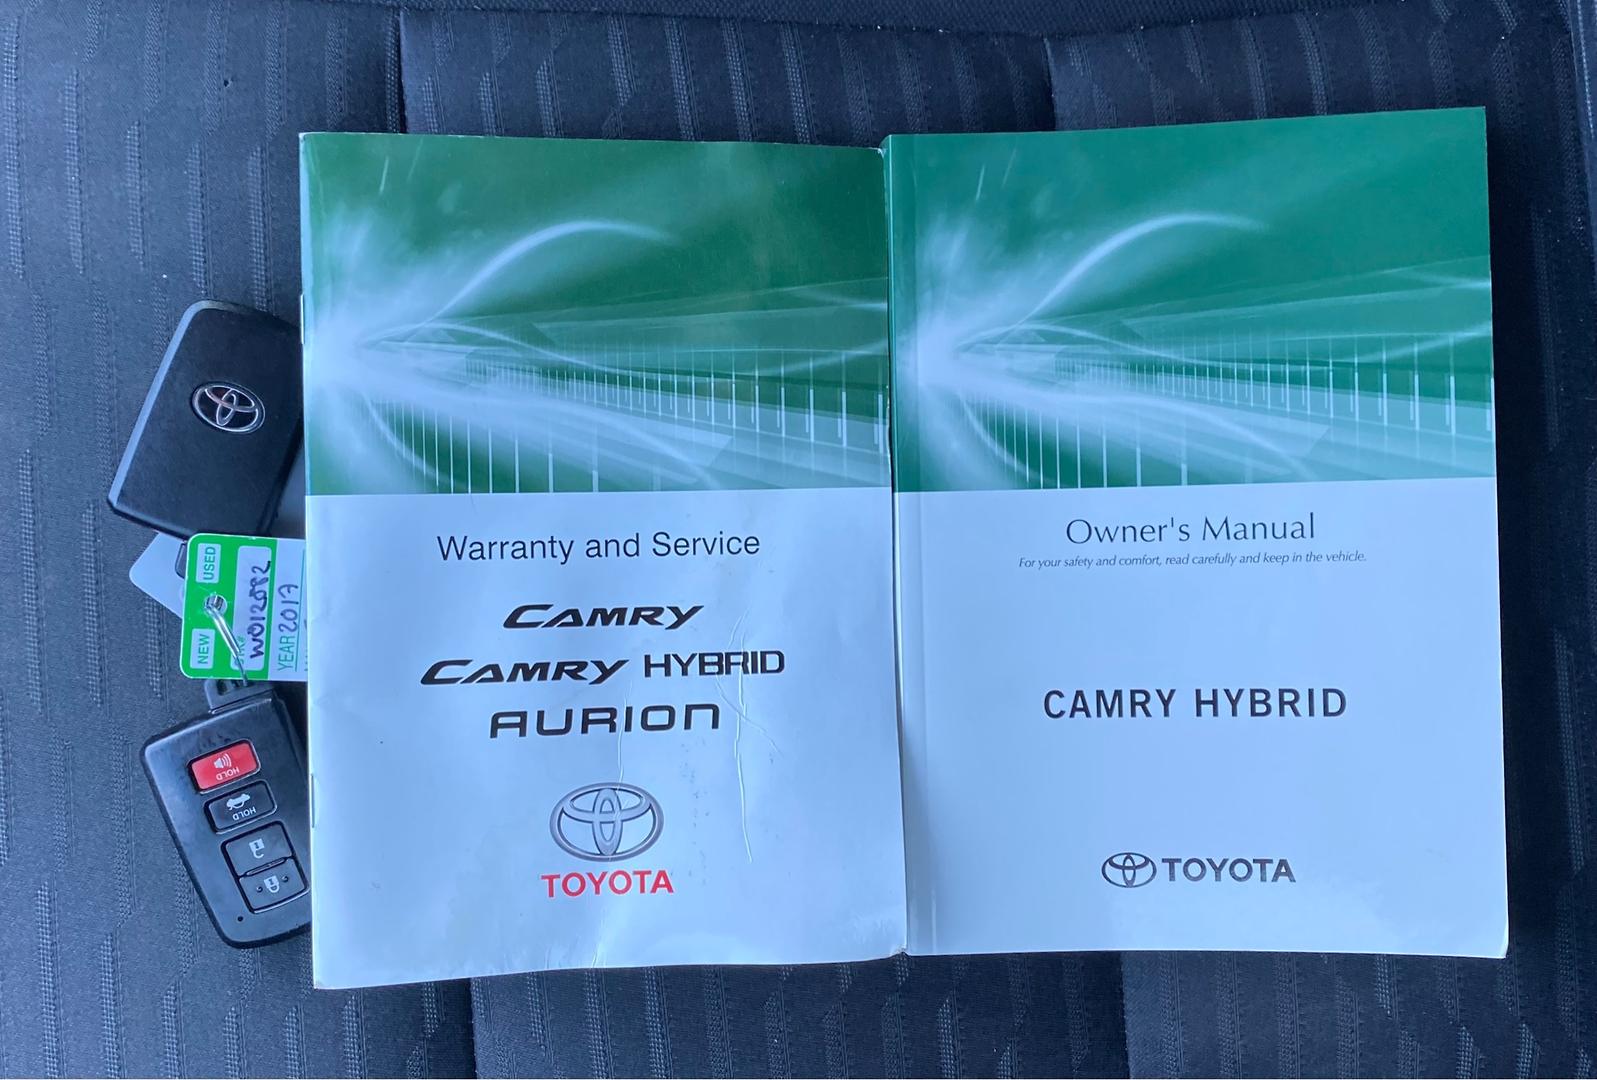 Warranty and Service
CAMRY
CAMRY HYBRID
AURION
TOYOTA
Owner's Manual
For your safety and comfort, read carefully and keep in the vehicle.
CAMRY HYBRID
TOYOTA
NEW USED
W012882
YEAR 2017
HOLD
HOLD